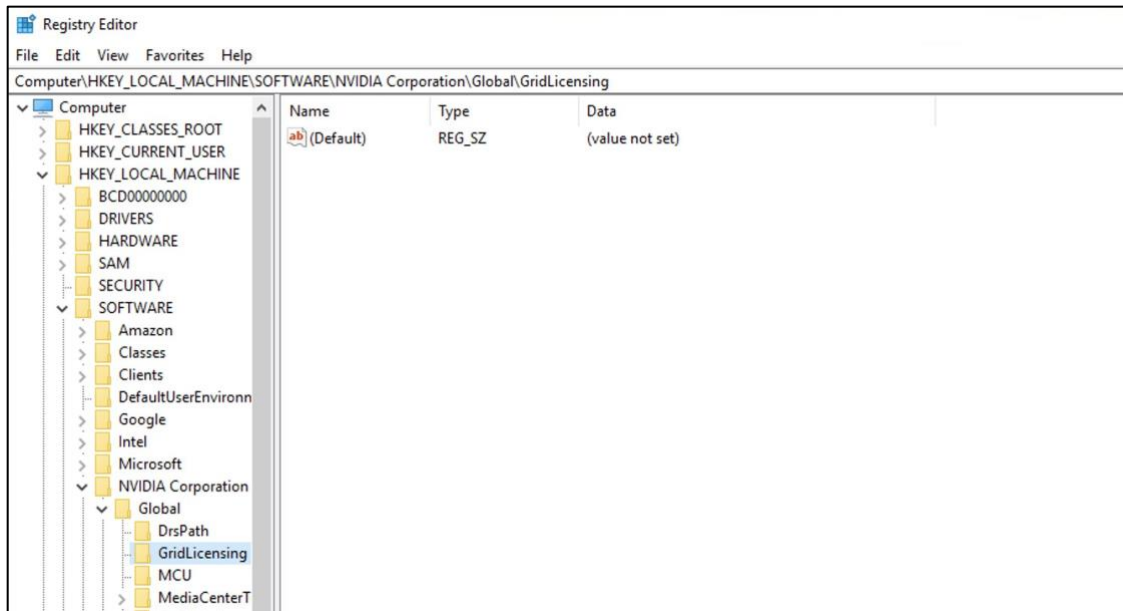 Registry Editor
File Edit View Favorites Help
Computer\HKEY_LOCAL_MACHINE\SOFTWARE\NVIDIA Corporation\Global\GridLicensing
Computer
HKEY_CLASSES_ROOT
HKEY_CURRENT_USER
HKEY_LOCAL_MACHINE
BCD00000000
DRIVERS
HARDWARE
SAM
SECURITY
SOFTWARE
Amazon
Classes
Clients
DefaultUserEnvironn
Google
Intel
Microsoft
NVIDIA Corporation
Global
DrsPath
GridLicensing
MCU
MediaCenterT
Name Type Data
ab (Default) REG_SZ (value not set)